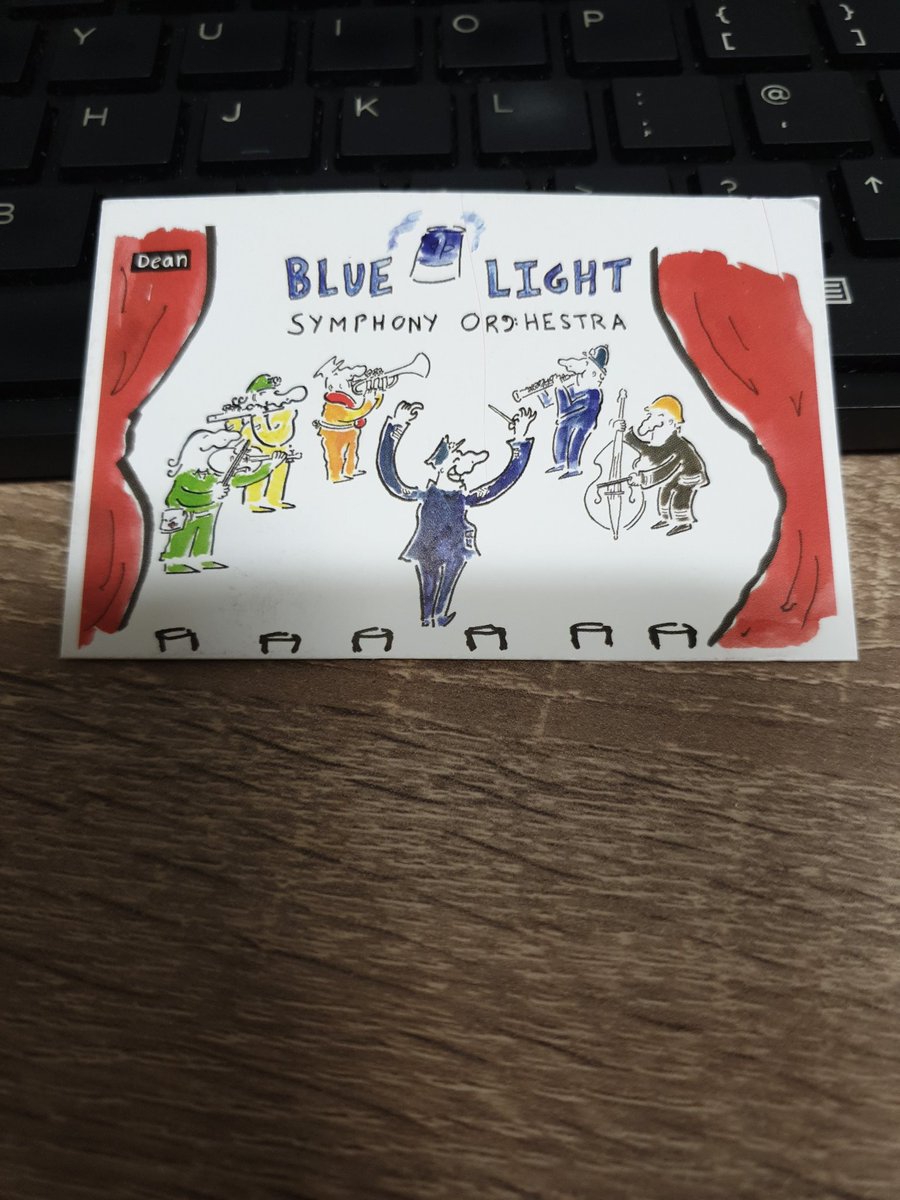 Y U I O P { [ } ]
H J K L : ; @ '
B ? ↑
Dean
BLUE LIGHT
SYMPHONY ORCHESTRA